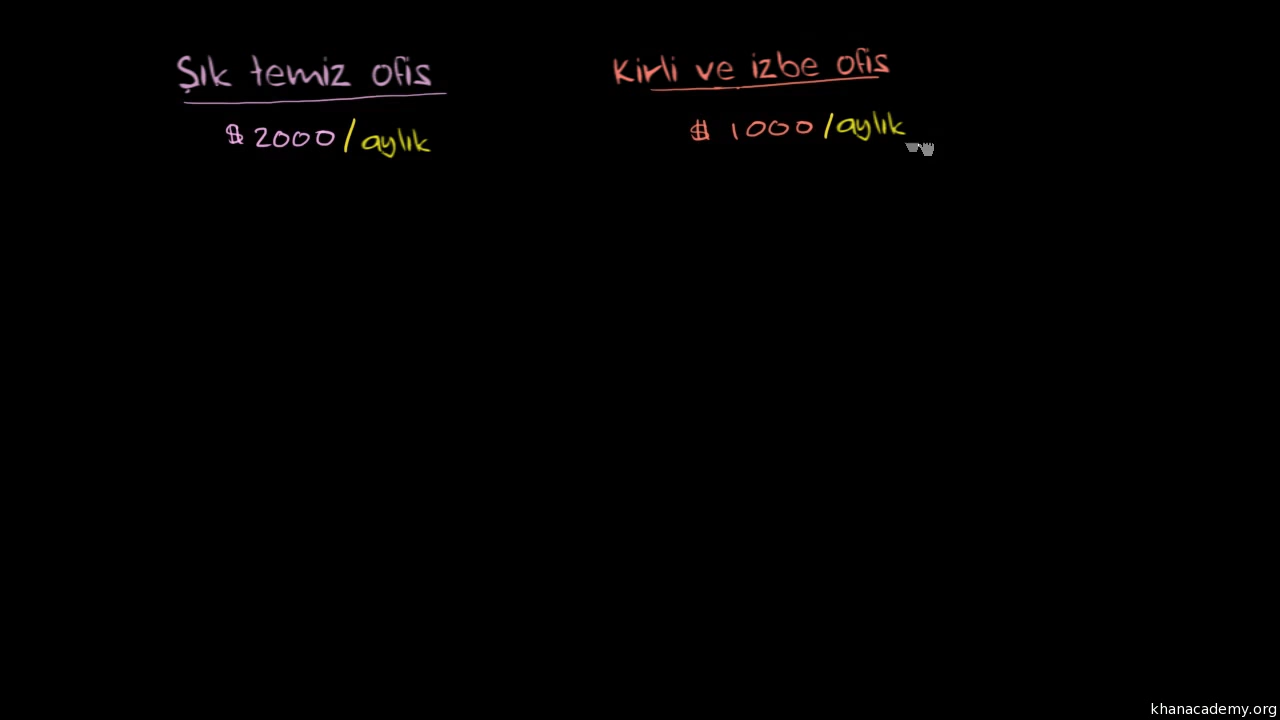 Şık temiz ofis
$ 2000/aylık
Kirli ve izbe ofis
$ 1000/aylık
khanacademy.org